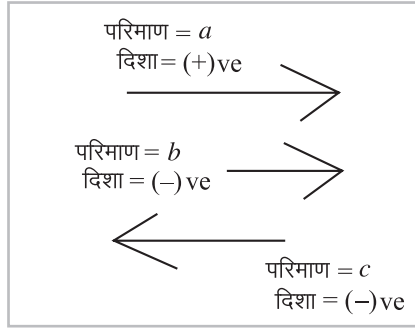 परिमाण = a
दिशा = (+)ve
परिमाण = b
दिशा = (–)ve
परिमाण = c
दिशा = (–)ve